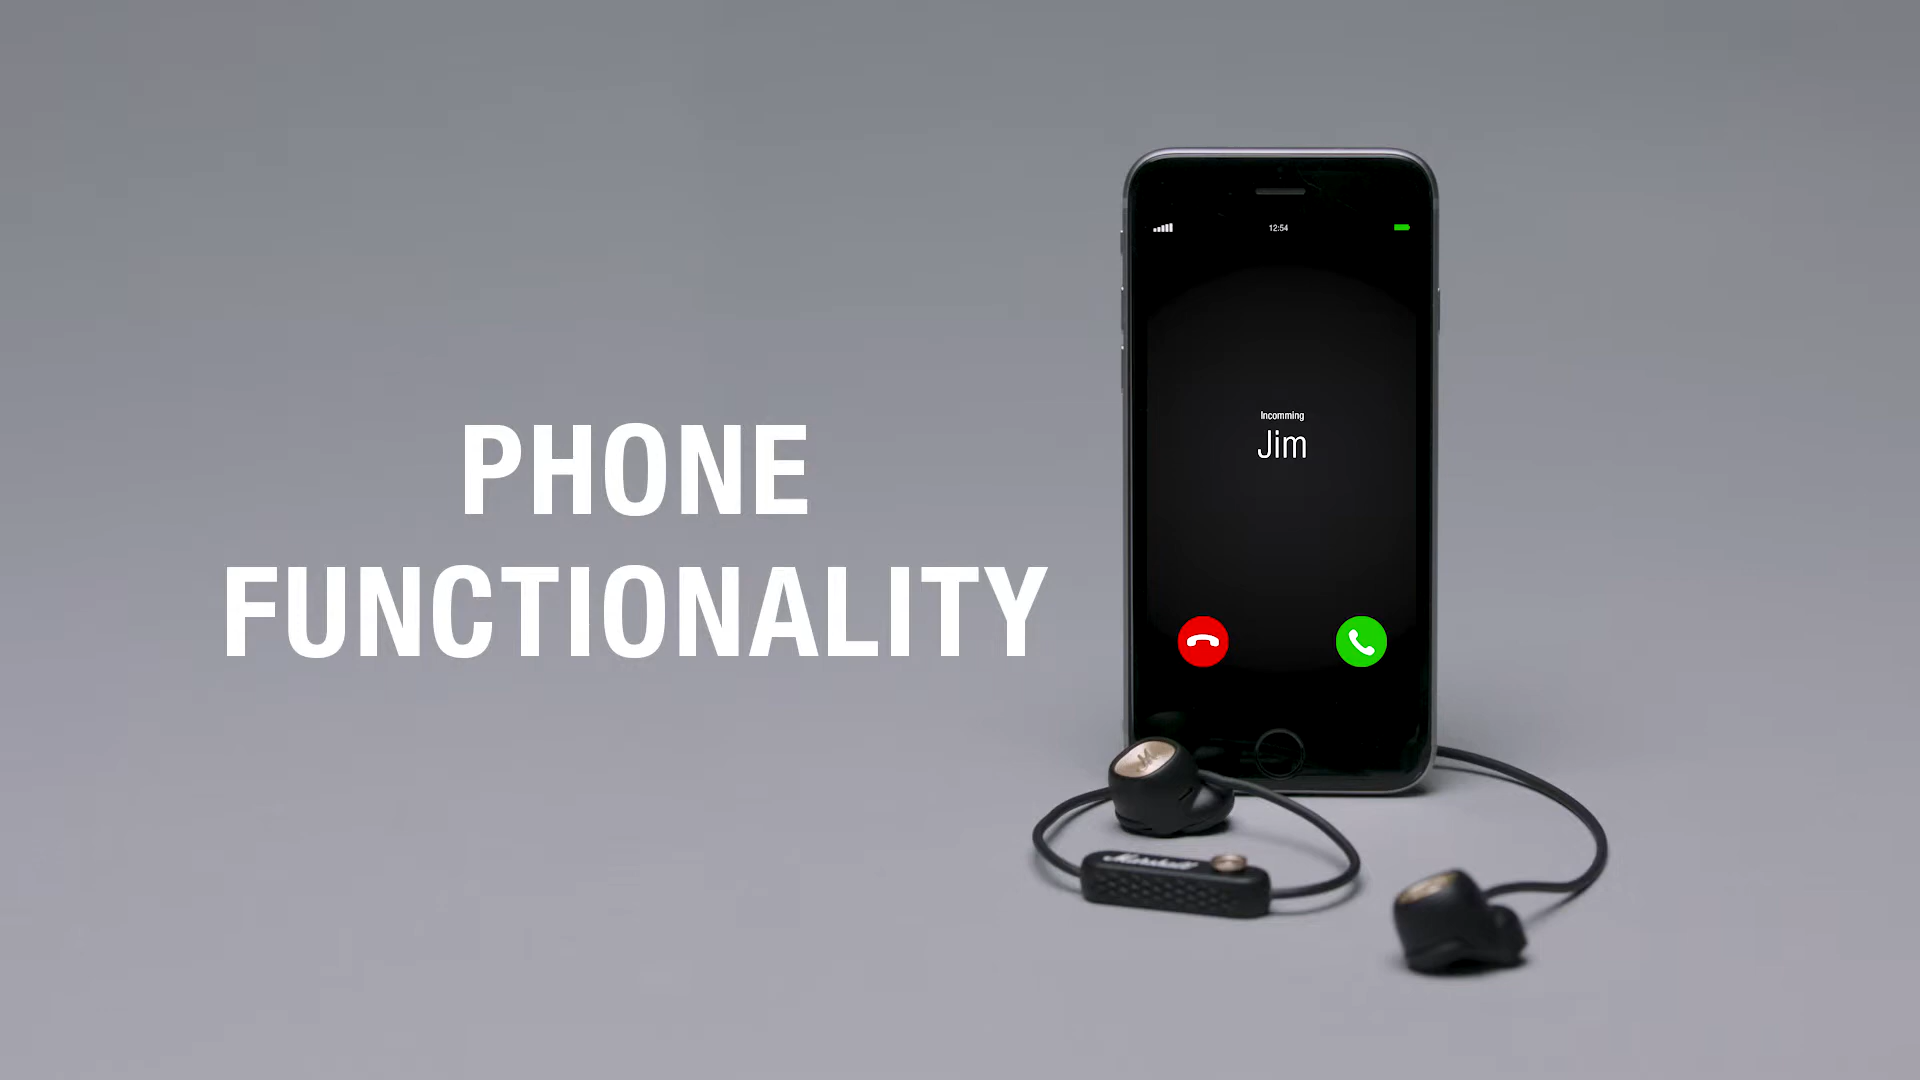 PHONE
FUNCTIONALITY
12:54
Incomming
Jim
Marshall
M